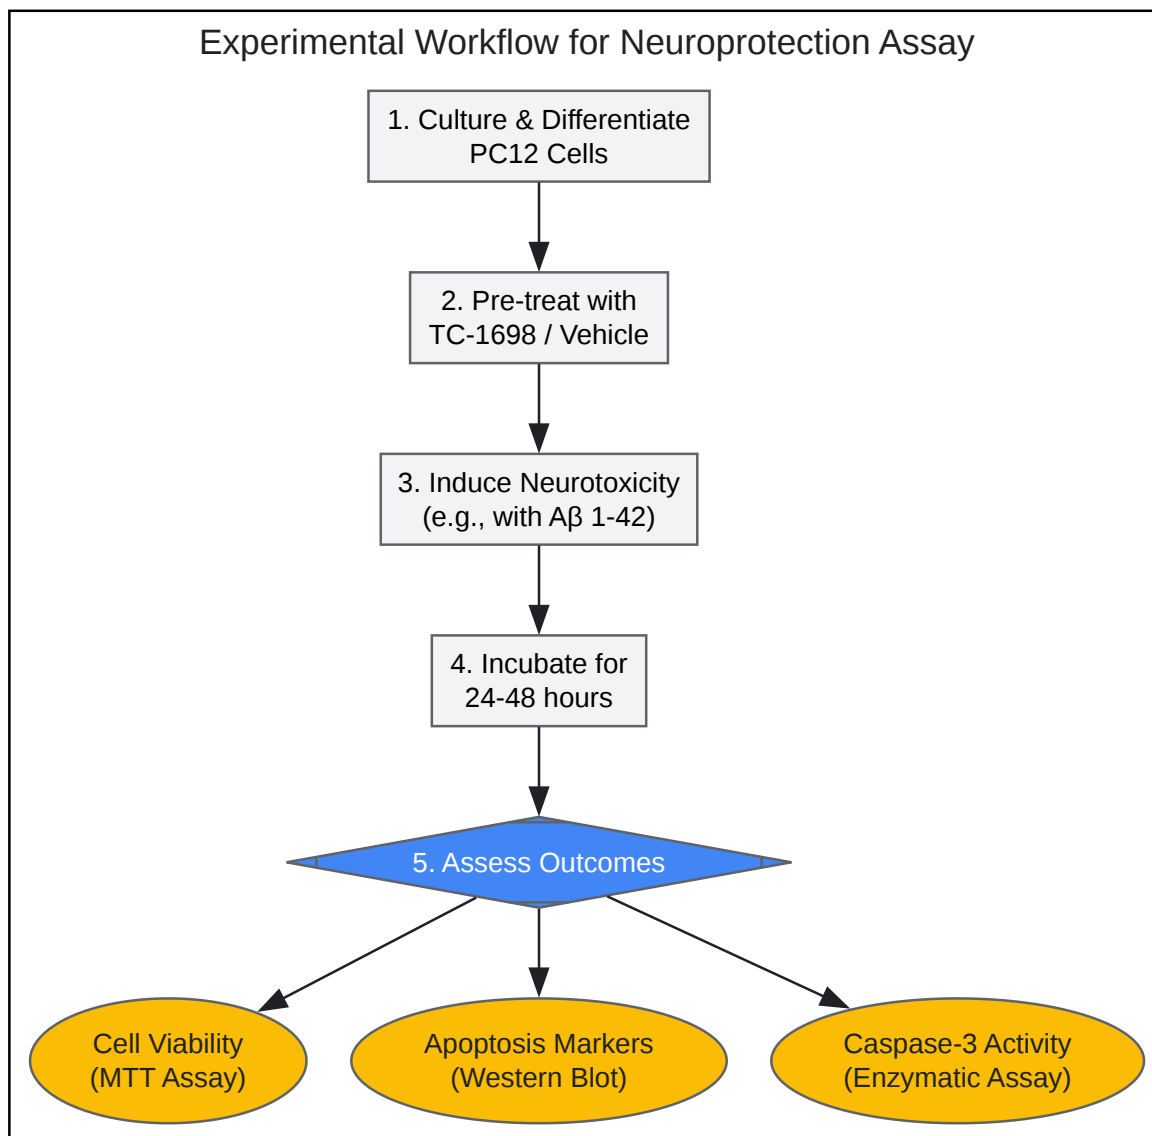 Experimental Workflow for Neuroprotection Assay
1. Culture & Differentiate
PC12 Cells
2. Pre-treat with
TC-1698 / Vehicle
3. Induce Neurotoxicity
(e.g., with Aβ 1-42)
4. Incubate for
24-48 hours
5. Assess Outcomes
Cell Viability
(MTT Assay)
Apoptosis Markers
(Western Blot)
Caspase-3 Activity
(Enzymatic Assay)